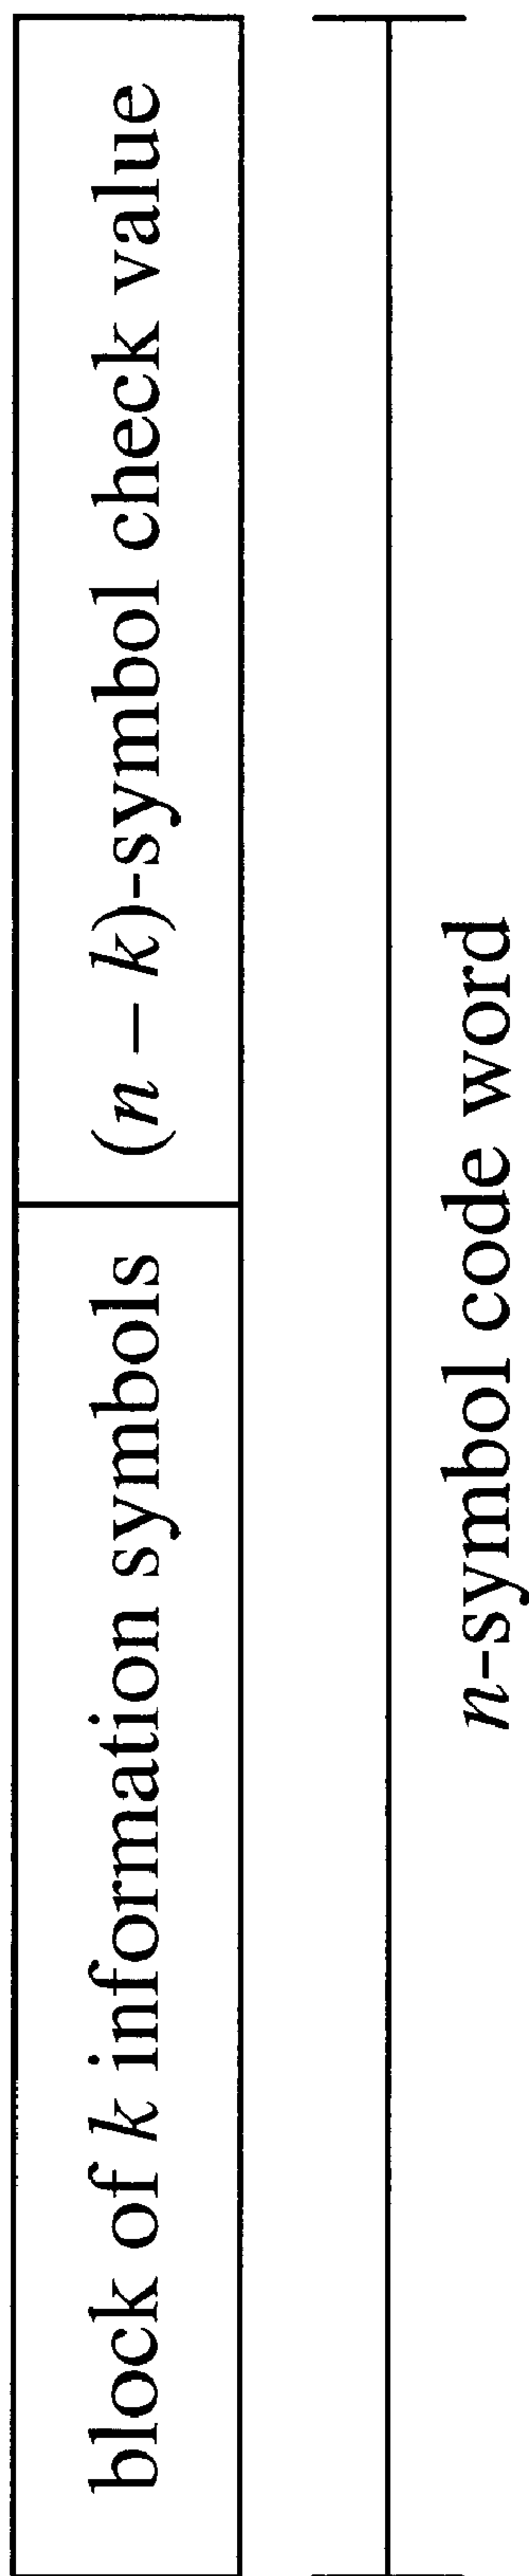 block of k information symbols (n − k)-symbol check value
n-symbol code word